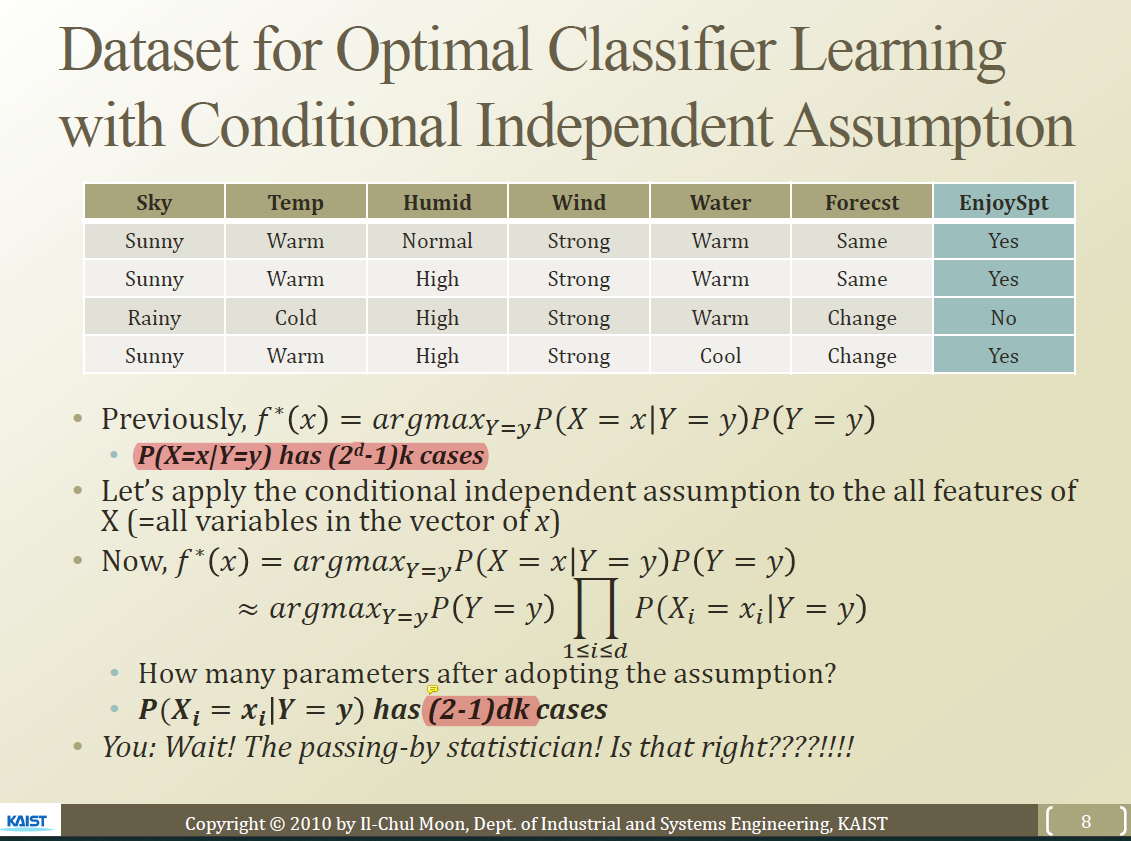 Dataset for Optimal Classifier Learning
with Conditional Independent Assumption
Sky Temp Humid Wind Water Forecst EnjoySpt
Sunny Warm Normal Strong Warm Same Yes
Sunny Warm High Strong Warm Same Yes
Rainy Cold High Strong Warm Change No
Sunny Warm High Strong Cool Change Yes
• Previously, f*(x) = argmax_{Y=y}P(X = x|Y = y)P(Y = y)
• P(X=x|Y=y) has (2^d-1)k cases
• Let's apply the conditional independent assumption to the all features of
X (=all variables in the vector of x)
• Now, f*(x) = argmax_{Y=y}P(X = x|Y = y)P(Y = y)
≈ argmax_{Y=y}P(Y = y) ∏_{1≤i≤d} P(X_i = x_i|Y = y)
• How many parameters after adopting the assumption?
• P(X_i = x_i|Y = y) has (2-1)dk cases
• You: Wait! The passing-by statistician! Is that right????!!!!
KAIST
Copyright © 2010 by Il-Chul Moon, Dept. of Industrial and Systems Engineering, KAIST
8